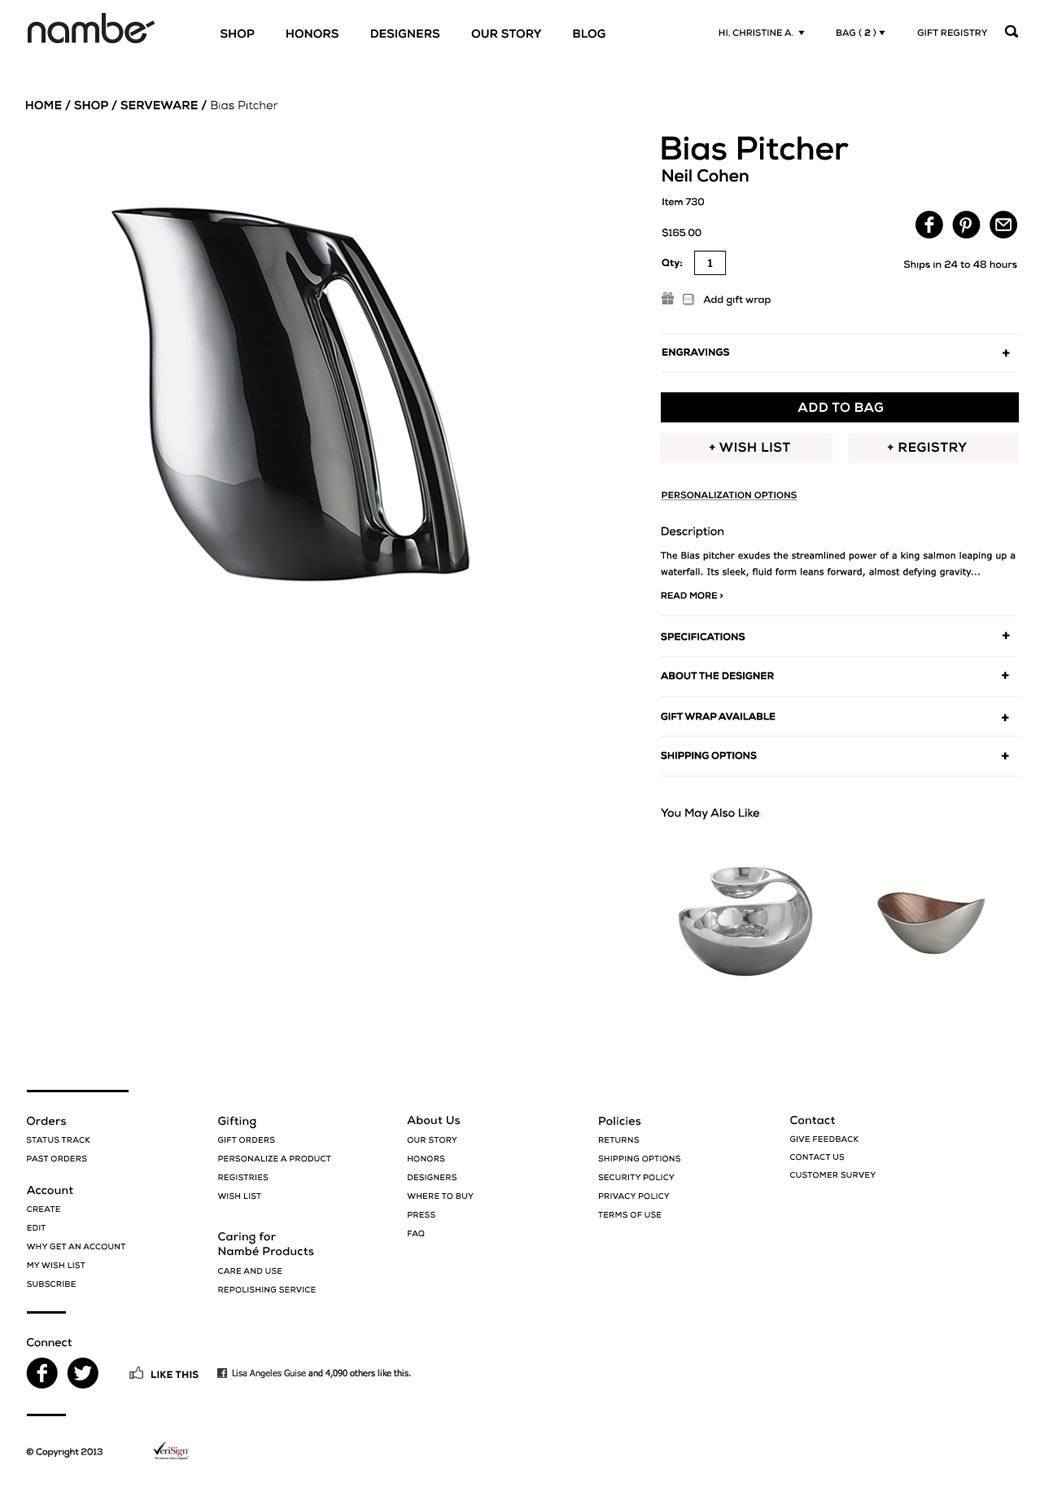 nambé
SHOP HONORS DESIGNERS OUR STORY BLOG
HI, CHRISTINE A. ▼ BAG ( 2 ) ▼ GIFT REGISTRY
HOME / SHOP / SERVEWARE / Bias Pitcher
Bias Pitcher
Neil Cohen
Item 730
$165.00
Qty: 1
Ships in 24 to 48 hours
Add gift wrap
ENGRAVINGS +
ADD TO BAG
+ WISH LIST + REGISTRY
PERSONALIZATION OPTIONS
Description
The Bias pitcher exudes the streamlined power of a king salmon leaping up a
waterfall. Its sleek, fluid form leans forward, almost defying gravity...
READ MORE ›
SPECIFICATIONS +
ABOUT THE DESIGNER +
GIFT WRAP AVAILABLE +
SHIPPING OPTIONS +
You May Also Like
Orders
STATUS TRACK
PAST ORDERS
Account
CREATE
EDIT
WHY GET AN ACCOUNT
MY WISH LIST
SUBSCRIBE
Gifting
GIFT ORDERS
PERSONALIZE A PRODUCT
REGISTRIES
WISH LIST
Caring for
Nambé Products
CARE AND USE
REPOLISHING SERVICE
About Us
OUR STORY
HONORS
DESIGNERS
WHERE TO BUY
PRESS
FAQ
Policies
RETURNS
SHIPPING OPTIONS
SECURITY POLICY
PRIVACY POLICY
TERMS OF USE
Contact
GIVE FEEDBACK
CONTACT US
CUSTOMER SURVEY
Connect
LIKE THIS
Lisa Angeles Guise and 4,090 others like this.
© Copyright 2013
VeriSign